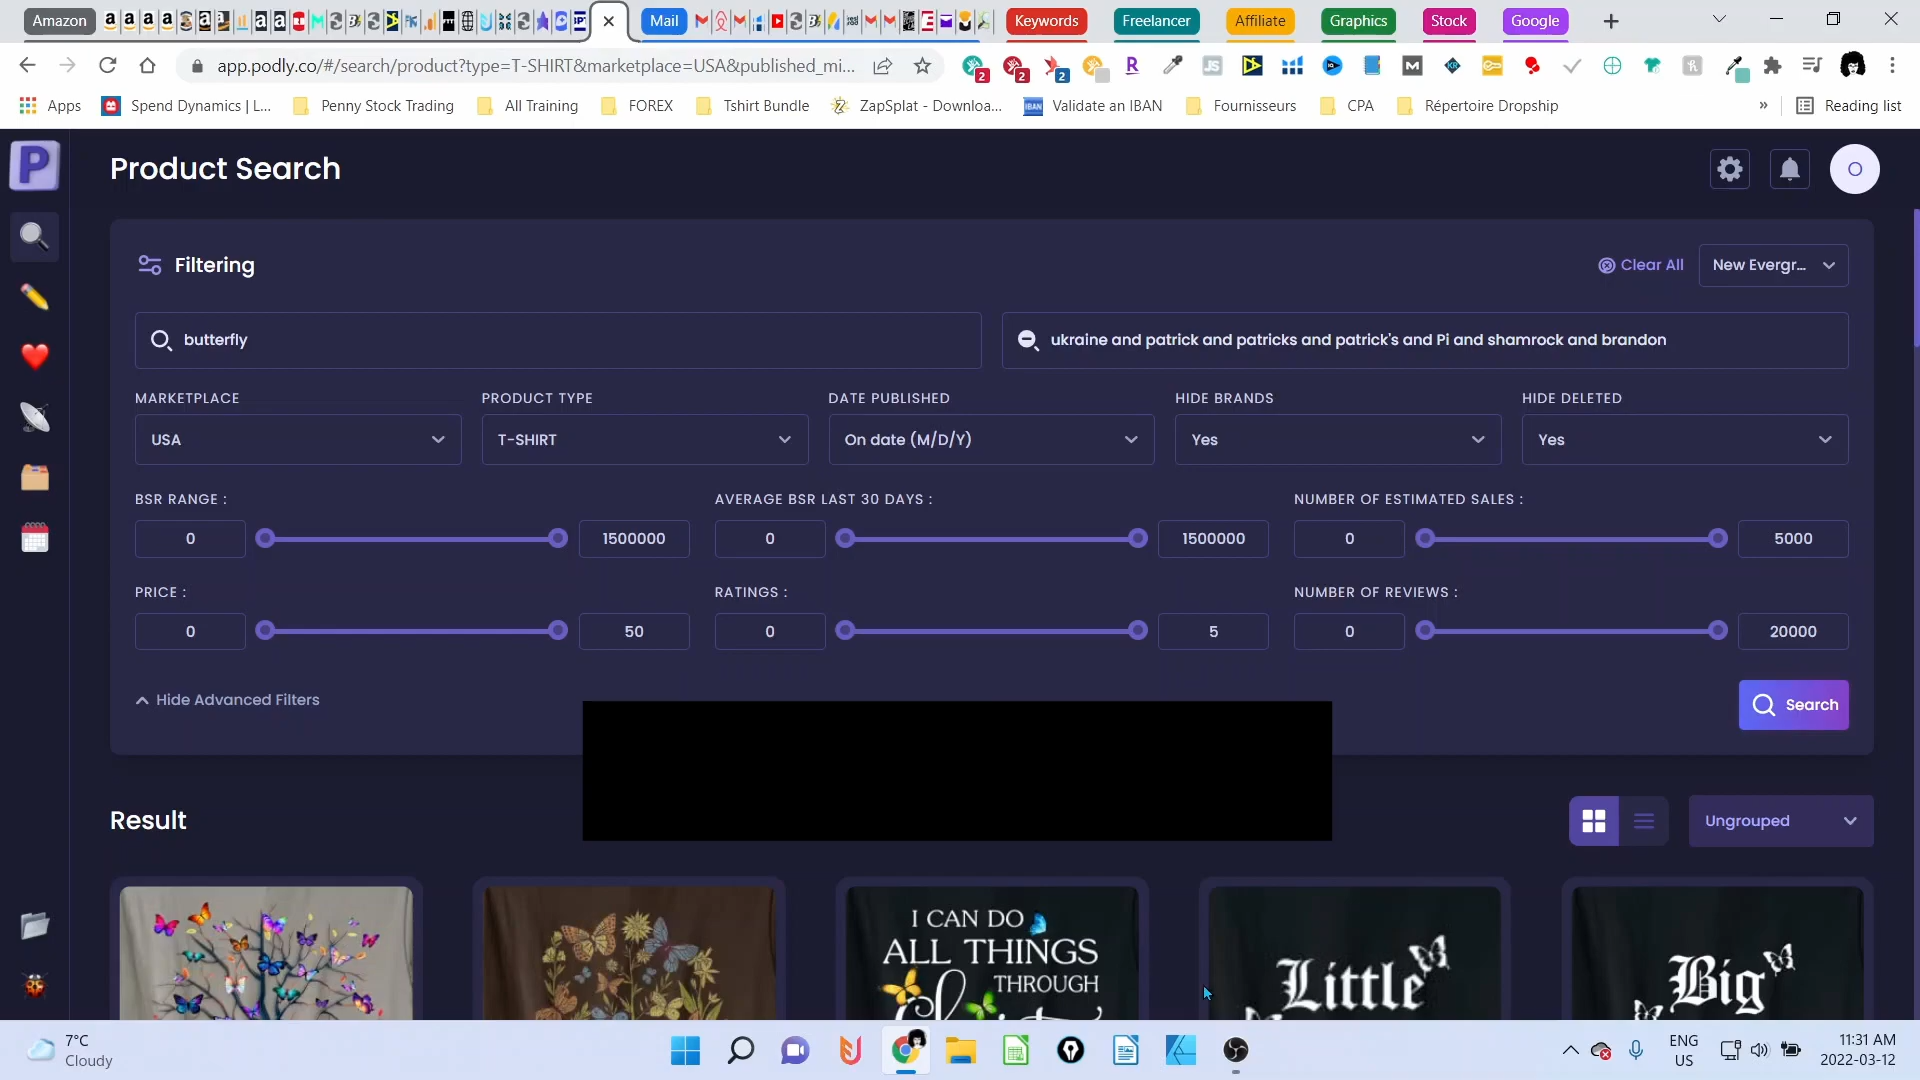 Amazon
Mail
Keywords
Freelancer
Affiliate
Graphics
Stock
Google
app.podly.co/#/search/product?type=T-SHIRT&marketplace=USA&published_mi...
2
2
2
Apps
Spend Dynamics | L...
Penny Stock Trading
All Training
FOREX
Tshirt Bundle
ZapSplat - Downloa...
Validate an IBAN
Fournisseurs
CPA
Répertoire Dropship
»
Reading list
P
Product Search
O
Filtering
Clear All
New Evergr...
butterfly
ukraine and patrick and patricks and patrick's and Pi and shamrock and brandon
MARKETPLACE
PRODUCT TYPE
DATE PUBLISHED
HIDE BRANDS
HIDE DELETED
USA
T-SHIRT
On date (M/D/Y)
Yes
Yes
BSR RANGE :
AVERAGE BSR LAST 30 DAYS :
NUMBER OF ESTIMATED SALES :
0
1500000
0
1500000
0
5000
PRICE :
RATINGS :
NUMBER OF REVIEWS :
0
50
0
5
0
20000
Hide Advanced Filters
Search
Result
Ungrouped
I CAN DO
ALL THINGS
THROUGH
Little
Big
7°C
Cloudy
ENG
US
11:31 AM
2022-03-12